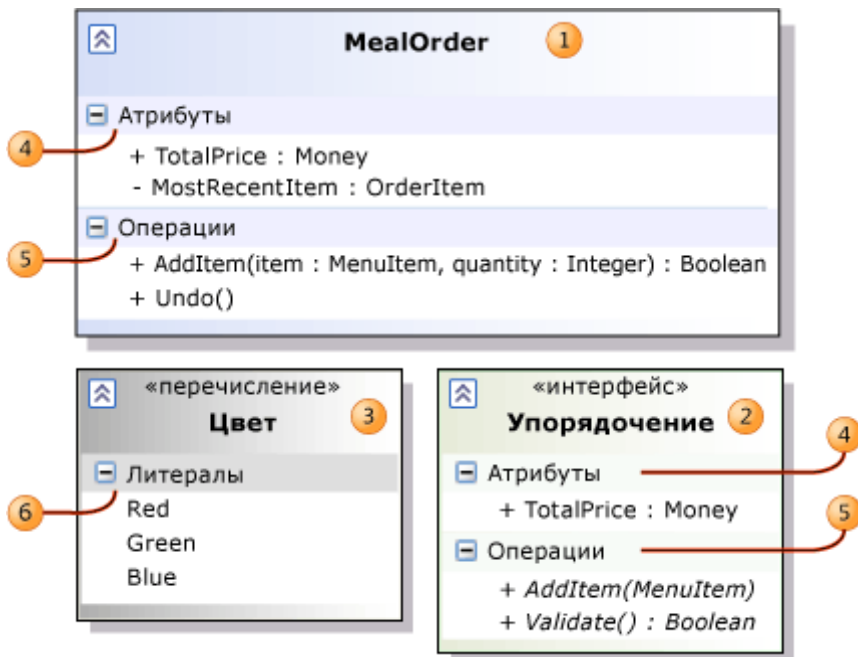 MealOrder 1
Атрибуты
4
+ TotalPrice : Money
- MostRecentItem : OrderItem
Операции
5
+ AddItem(item : MenuItem, quantity : Integer) : Boolean
+ Undo()
«перечисление»
Цвет 3
Литералы
6
Red
Green
Blue
«интерфейс»
Упорядочение 2
4
Атрибуты
+ TotalPrice : Money
5
Операции
+ AddItem(MenuItem)
+ Validate() : Boolean